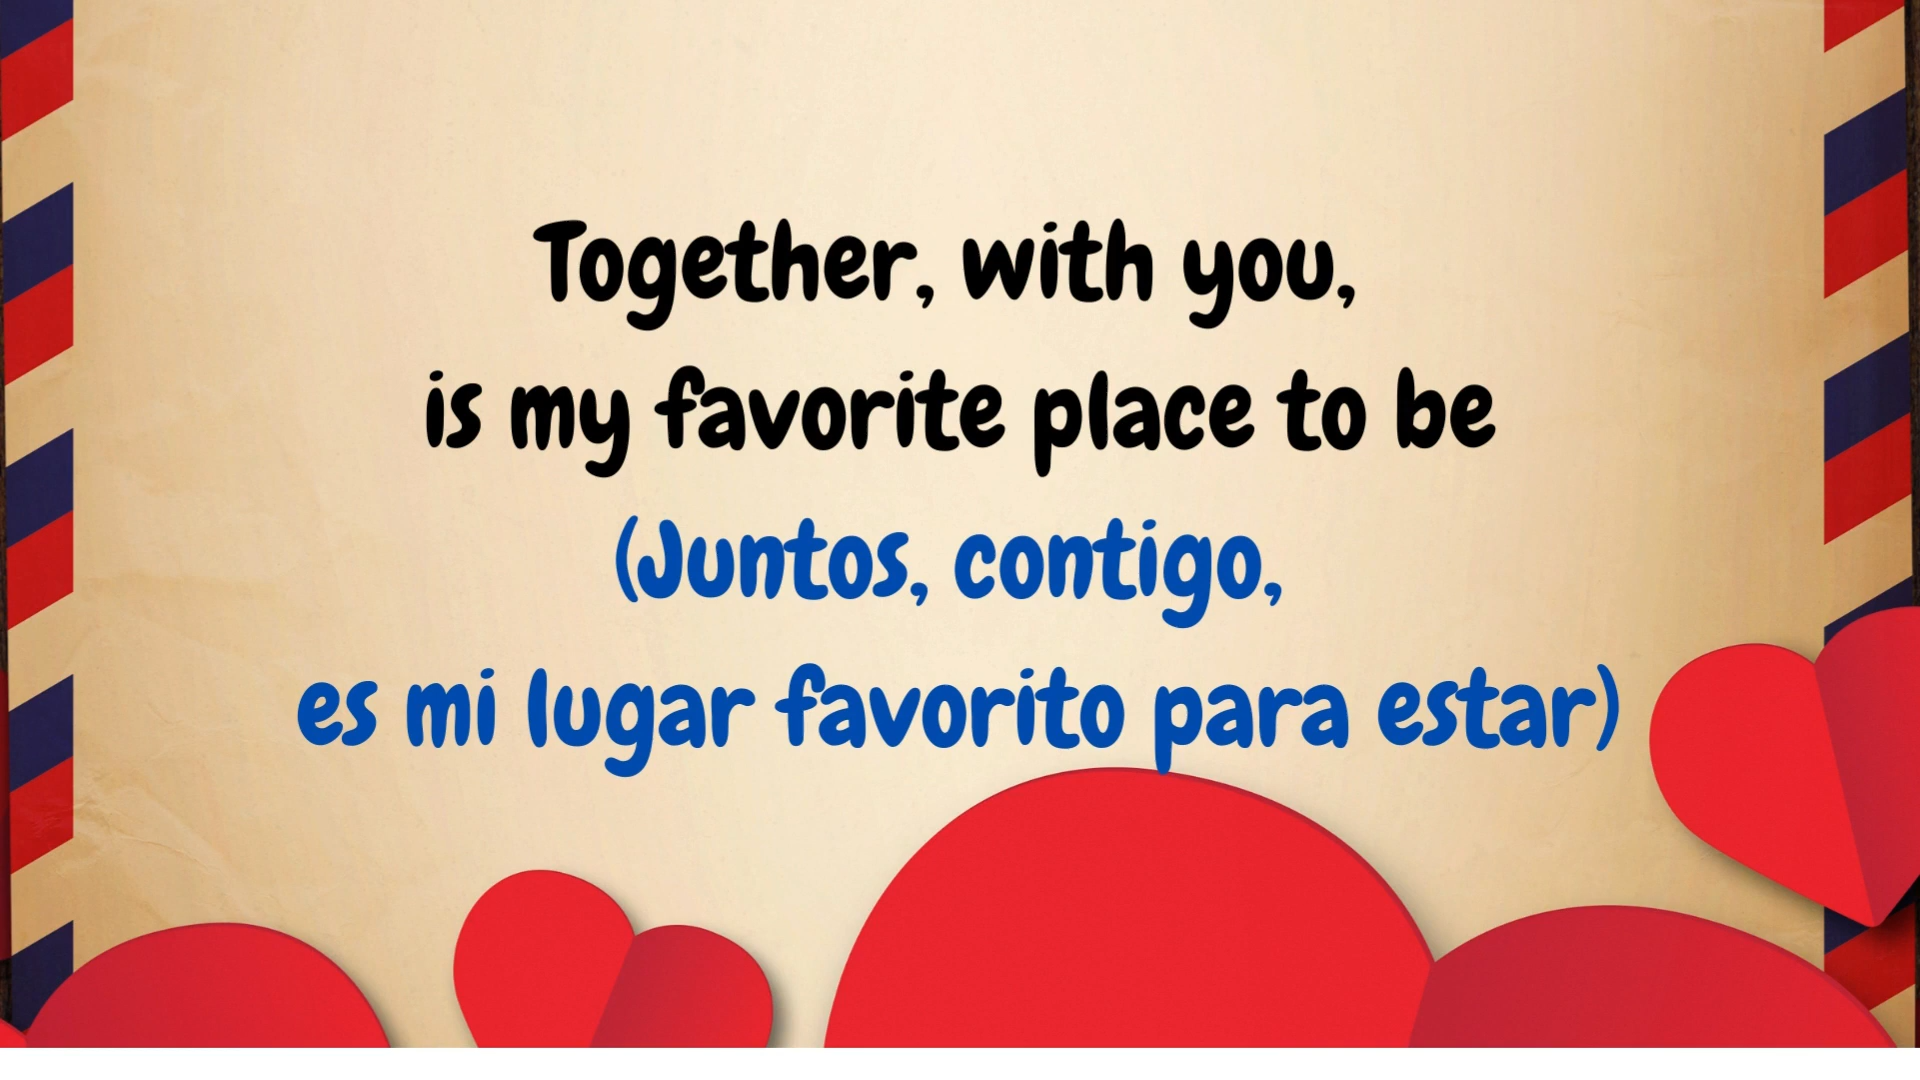 Together, with you,
is my favorite place to be
(Juntos, contigo,
es mi lugar favorito para estar)